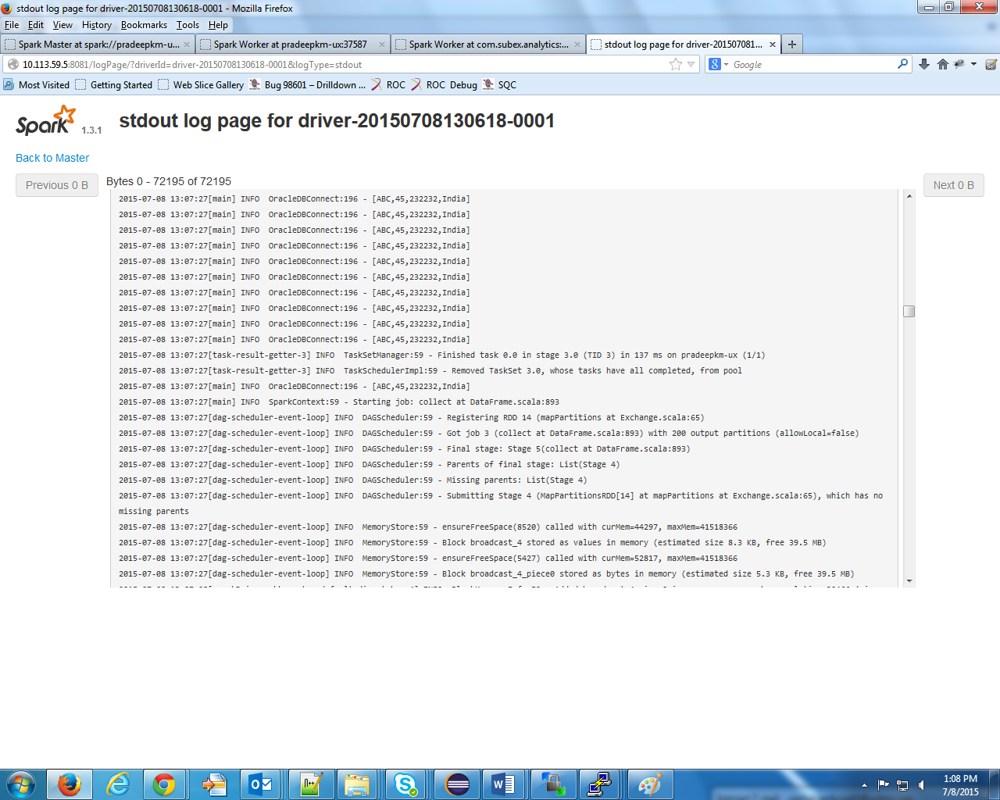 stdout log page for driver-20150708130618-0001 - Mozilla Firefox
File Edit View History Bookmarks Tools Help
Spark Master at spark://pradeepkm-u... × Spark Worker at pradeepkm-ux:37587 × Spark Worker at com.subex.analytics:... × stdout log page for driver-201507081... × +
10.113.59.5:8081/logPage/?driverId=driver-20150708130618-0001&logType=stdout Google
Most Visited Getting Started Web Slice Gallery Bug 98601 – Drilldown ... ROC ROC Debug SQC
Spark 1.3.1 stdout log page for driver-20150708130618-0001
Back to Master
Previous 0 B Bytes 0 - 72195 of 72195 Next 0 B
2015-07-08 13:07:27[main] INFO OracleDBConnect:196 - [ABC,45,232232,India]
2015-07-08 13:07:27[main] INFO OracleDBConnect:196 - [ABC,45,232232,India]
2015-07-08 13:07:27[main] INFO OracleDBConnect:196 - [ABC,45,232232,India]
2015-07-08 13:07:27[main] INFO OracleDBConnect:196 - [ABC,45,232232,India]
2015-07-08 13:07:27[main] INFO OracleDBConnect:196 - [ABC,45,232232,India]
2015-07-08 13:07:27[main] INFO OracleDBConnect:196 - [ABC,45,232232,India]
2015-07-08 13:07:27[main] INFO OracleDBConnect:196 - [ABC,45,232232,India]
2015-07-08 13:07:27[main] INFO OracleDBConnect:196 - [ABC,45,232232,India]
2015-07-08 13:07:27[main] INFO OracleDBConnect:196 - [ABC,45,232232,India]
2015-07-08 13:07:27[main] INFO OracleDBConnect:196 - [ABC,45,232232,India]
2015-07-08 13:07:27[task-result-getter-3] INFO TaskSetManager:59 - Finished task 0.0 in stage 3.0 (TID 3) in 137 ms on pradeepkm-ux (1/1)
2015-07-08 13:07:27[task-result-getter-3] INFO TaskSchedulerImpl:59 - Removed TaskSet 3.0, whose tasks have all completed, from pool
2015-07-08 13:07:27[main] INFO OracleDBConnect:196 - [ABC,45,232232,India]
2015-07-08 13:07:27[main] INFO SparkContext:59 - Starting job: collect at DataFrame.scala:893
2015-07-08 13:07:27[dag-scheduler-event-loop] INFO DAGScheduler:59 - Registering RDD 14 (mapPartitions at Exchange.scala:65)
2015-07-08 13:07:27[dag-scheduler-event-loop] INFO DAGScheduler:59 - Got job 3 (collect at DataFrame.scala:893) with 200 output partitions (allowLocal=false)
2015-07-08 13:07:27[dag-scheduler-event-loop] INFO DAGScheduler:59 - Final stage: Stage 5(collect at DataFrame.scala:893)
2015-07-08 13:07:27[dag-scheduler-event-loop] INFO DAGScheduler:59 - Parents of final stage: List(Stage 4)
2015-07-08 13:07:27[dag-scheduler-event-loop] INFO DAGScheduler:59 - Missing parents: List(Stage 4)
2015-07-08 13:07:27[dag-scheduler-event-loop] INFO DAGScheduler:59 - Submitting Stage 4 (MapPartitionsRDD[14] at mapPartitions at Exchange.scala:65), which has no
missing parents
2015-07-08 13:07:27[dag-scheduler-event-loop] INFO MemoryStore:59 - ensureFreeSpace(8520) called with curMem=44297, maxMem=41518366
2015-07-08 13:07:27[dag-scheduler-event-loop] INFO MemoryStore:59 - Block broadcast_4 stored as values in memory (estimated size 8.3 KB, free 39.5 MB)
2015-07-08 13:07:27[dag-scheduler-event-loop] INFO MemoryStore:59 - ensureFreeSpace(5427) called with curMem=52817, maxMem=41518366
2015-07-08 13:07:27[dag-scheduler-event-loop] INFO MemoryStore:59 - Block broadcast_4_piece0 stored as bytes in memory (estimated size 5.3 KB, free 39.5 MB)
1:08 PM
7/8/2015